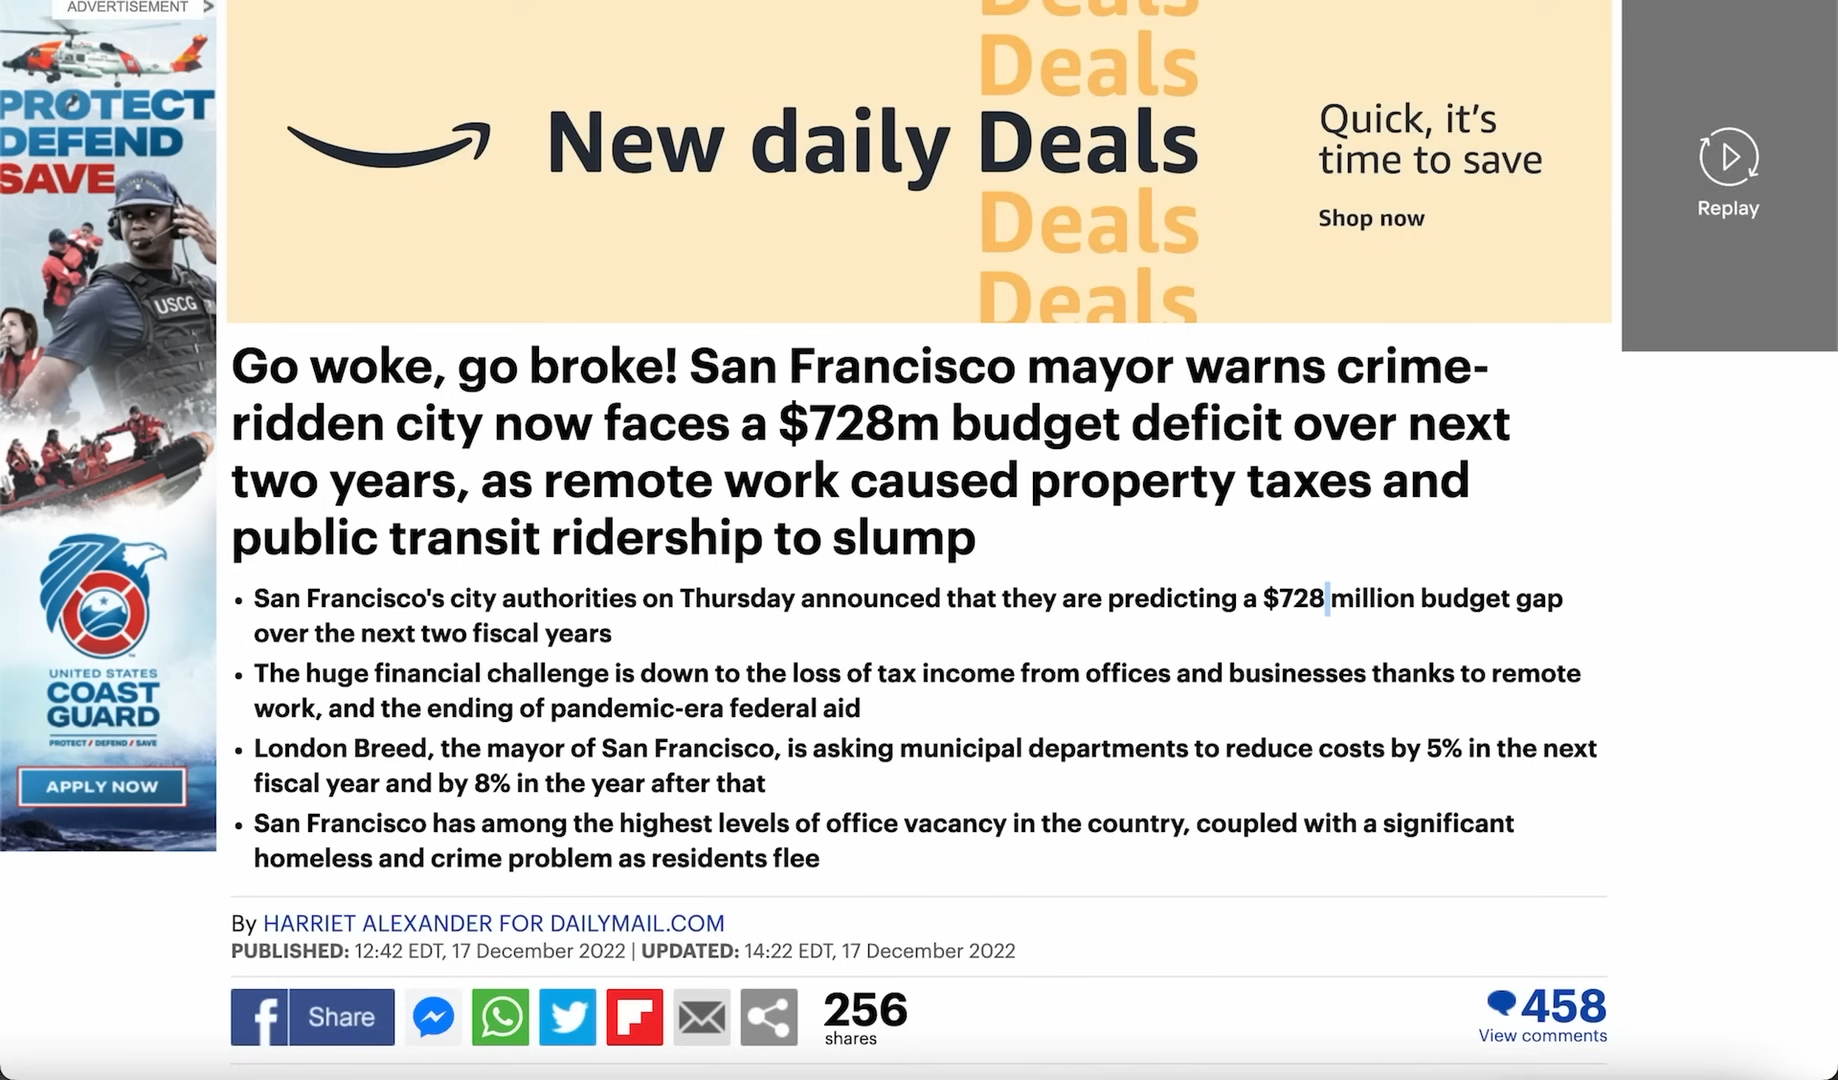 ADVERTISEMENT
PROTECT
DEFEND
SAVE
USCG
UNITED STATES
COAST
GUARD
PROTECT / DEFEND / SAVE
APPLY NOW
Deals
Deals
New daily Deals
Deals
Deals
Quick, it's
time to save
Shop now
Replay
Go woke, go broke! San Francisco mayor warns crime-
ridden city now faces a $728m budget deficit over next
two years, as remote work caused property taxes and
public transit ridership to slump
• San Francisco's city authorities on Thursday announced that they are predicting a $728 million budget gap
over the next two fiscal years
• The huge financial challenge is down to the loss of tax income from offices and businesses thanks to remote
work, and the ending of pandemic-era federal aid
• London Breed, the mayor of San Francisco, is asking municipal departments to reduce costs by 5% in the next
fiscal year and by 8% in the year after that
• San Francisco has among the highest levels of office vacancy in the country, coupled with a significant
homeless and crime problem as residents flee
By HARRIET ALEXANDER FOR DAILYMAIL.COM
PUBLISHED: 12:42 EDT, 17 December 2022 | UPDATED: 14:22 EDT, 17 December 2022
Share
256
shares
458
View comments